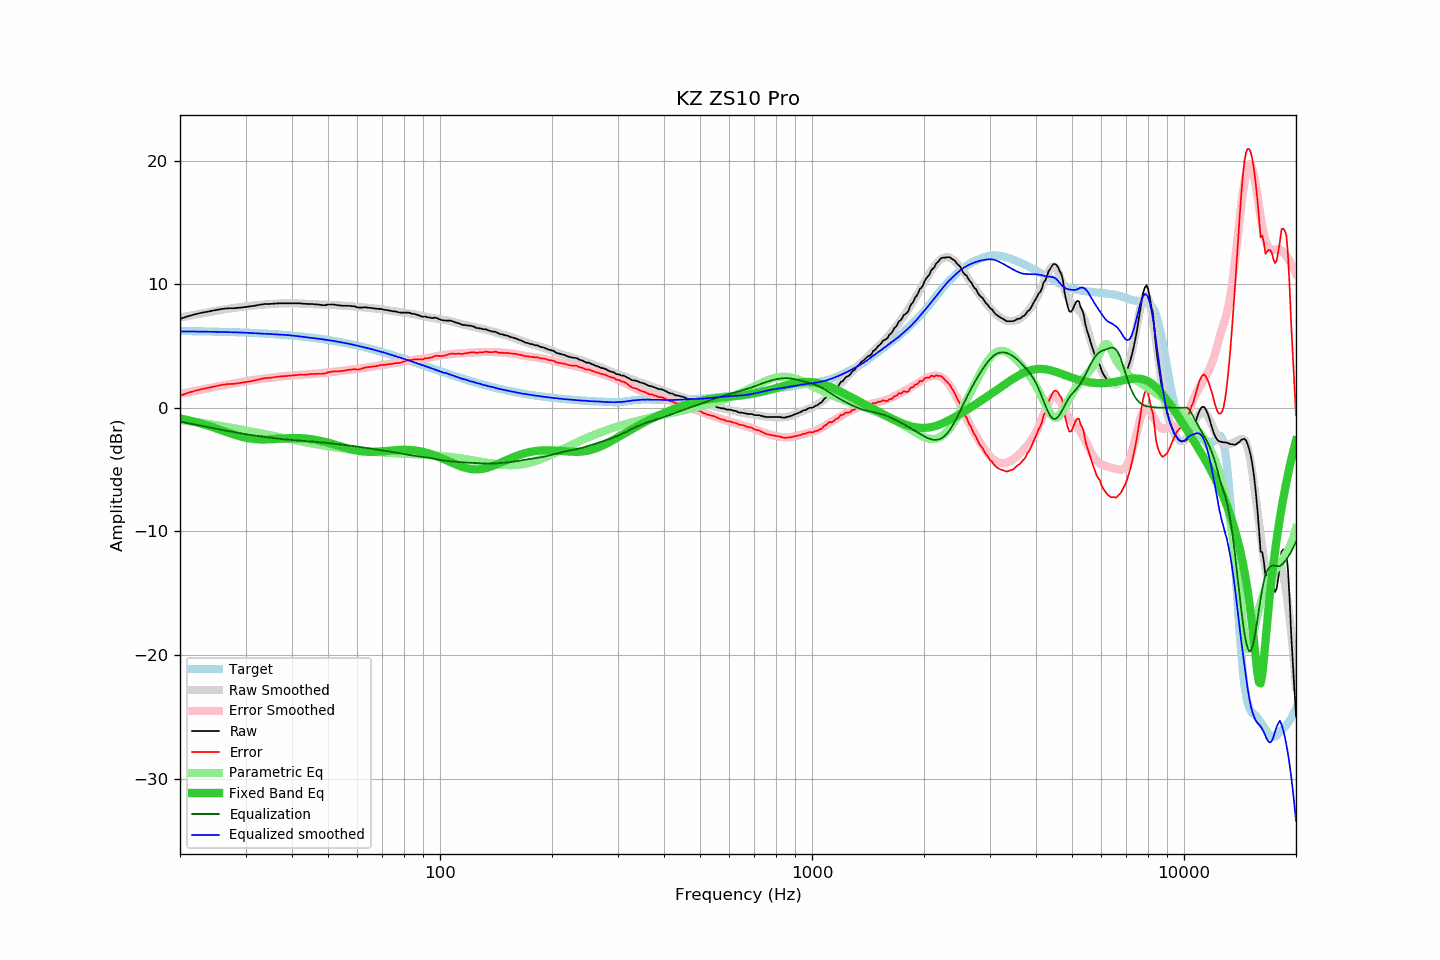 KZ ZS10 Pro
20
10
0
−10
−20
−30
Amplitude (dBr)
Target
Raw Smoothed
Error Smoothed
Raw
Error
Parametric Eq
Fixed Band Eq
Equalization
Equalized smoothed
100 1000 10000
Frequency (Hz)